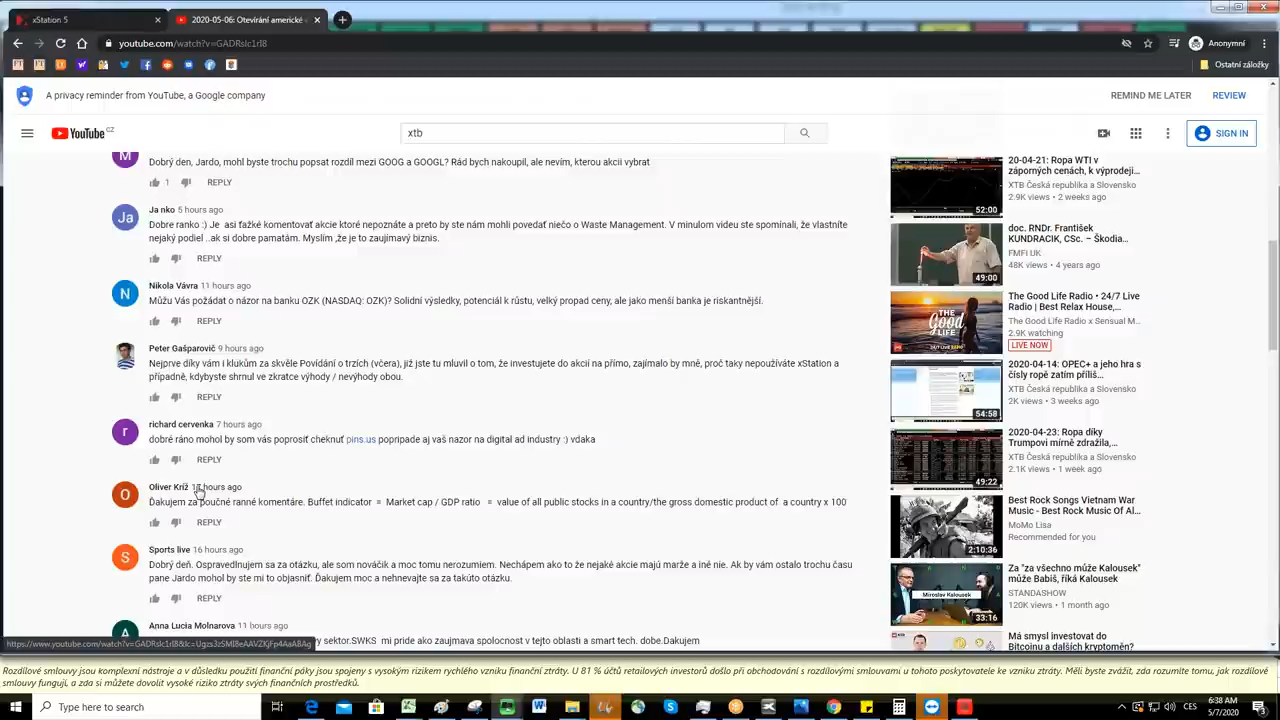 xStation 5
2020-05-06: Otevírání americké
youtube.com/watch?v=GADRslc1rI8
Anonymní
Ostatní záložky
A privacy reminder from YouTube, a Google company
REMIND ME LATER
REVIEW
YouTube CZ
xtb
SIGN IN
M
Dobrý den, Jardo, mohl byste trochu popsat rozdíl mezi GOOG a GOOGL? Rád bych nakoupil, ale nevím, kterou akcii vybrat
1
REPLY
Ja
Ja nko 5 hours ago
Dobre ranko :) Je asi ťažké komentovať akcie ktoré nepoznáte a preto by ste nám mohli povedať niečo o Waste Management. V minulom videu ste spomínali, že vlastníte
nejaký podiel ..ak si dobre pamatám. Myslím ,že je to zaujímavý biznis.
REPLY
N
Nikola Vávra 11 hours ago
Můžu Vás požádat o názor na banku OZK (NASDAQ: OZK)? Solidní výsledky, potenciál k růstu, velký propad ceny, ale jako menší banka je riskantnější.
REPLY
Peter Gašparovič 9 hours ago
Nejprve díky vám i klukům za skvěle Povídání o trzích (včera), již jste tu mluvil o tom, že investujete do akcií na přímo, zajímalo by mně, proč taky nepoužíváte xStation a
případně, kdybyste shrnul ve zkratce výhody / nevýhody obou.
REPLY
r
richard cervenka 7 hours ago
dobré ráno mohol by som vás poprosiť cheknuť pins.us popripade aj vaš nazor na digital ad industry :) vdaka
REPLY
O
Oliver Kríž hours ago
Ďakujem za poučné ranné komentáre. Buffet indicator = Market cap / GDP ratio = value of all public stocks in a country/the gross domestic product of a country x 100
REPLY
S
Sports live 16 hours ago
Dobrý deň. Ospravedlnujem sa za otázku, ale som nováčik a moc tomu nerozumiem. Nechápem ako to že nejaké akcie majú marže a iné nie. Ak by vám ostalo trochu času
pane Jardo mohol by ste mi to objasniť. Ďakujem moc a nehnevajte sa za takúto otázku.
REPLY
A
Anna Lucia Molnarova 11 hours ago
vy sektor.SWKS mi pride ako zaujmava spolocnost v tejto oblasti a smart tech. dobe.Dakujem
52:00
20-04-21: Ropa WTI v
záporných cenách, k výprodeji...
XTB Česká republika a Slovensko
2.9K views • 2 weeks ago
49:00
doc. RNDr. František
KUNDRACIK, CSc. – Škodia...
FMFI UK
48K views • 4 years ago
THE
Good
LIFE
The Good Life Radio • 24/7 Live
Radio | Best Relax House,...
The Good Life Radio x Sensual M...
2.9K watching
LIVE NOW
54:58
2020-04-14: OPEC+ a jeho hra s
čísly ropě zatím příliš...
XTB Česká republika a Slovensko
2K views • 3 weeks ago
49:22
2020-04-23: Ropa díky
Trumpovi mírně zdražila,...
XTB Česká republika a Slovensko
2.1K views • 1 week ago
2:10:36
Best Rock Songs Vietnam War
Music - Best Rock Music Of Al...
MoMo Lisa
Recommended for you
Miroslav Kalousek
33:16
Za "za všechno může Kalousek"
může Babiš, říká Kalousek
STANDASHOW
120K views • 1 month ago
Má smysl investovat do
Bitcoinu a dalších kryptoměn?
Rozdílové smlouvy jsou komplexní nástroje a v důsledku použití finanční páky jsou spojeny s vysokým rizikem rychlého vzniku finanční ztráty. U 81 % účtů retailových investorů došlo při obchodování s rozdílovými smlouvami u tohoto poskytovatele ke vzniku ztráty. Měli byste zvážit, zda rozumíte tomu, jak rozdílové
smlouvy fungují, a zda si můžete dovolit vysoké riziko ztráty svých finančních prostředků.
Type here to search
CES
6:38 AM
5/7/2020
3